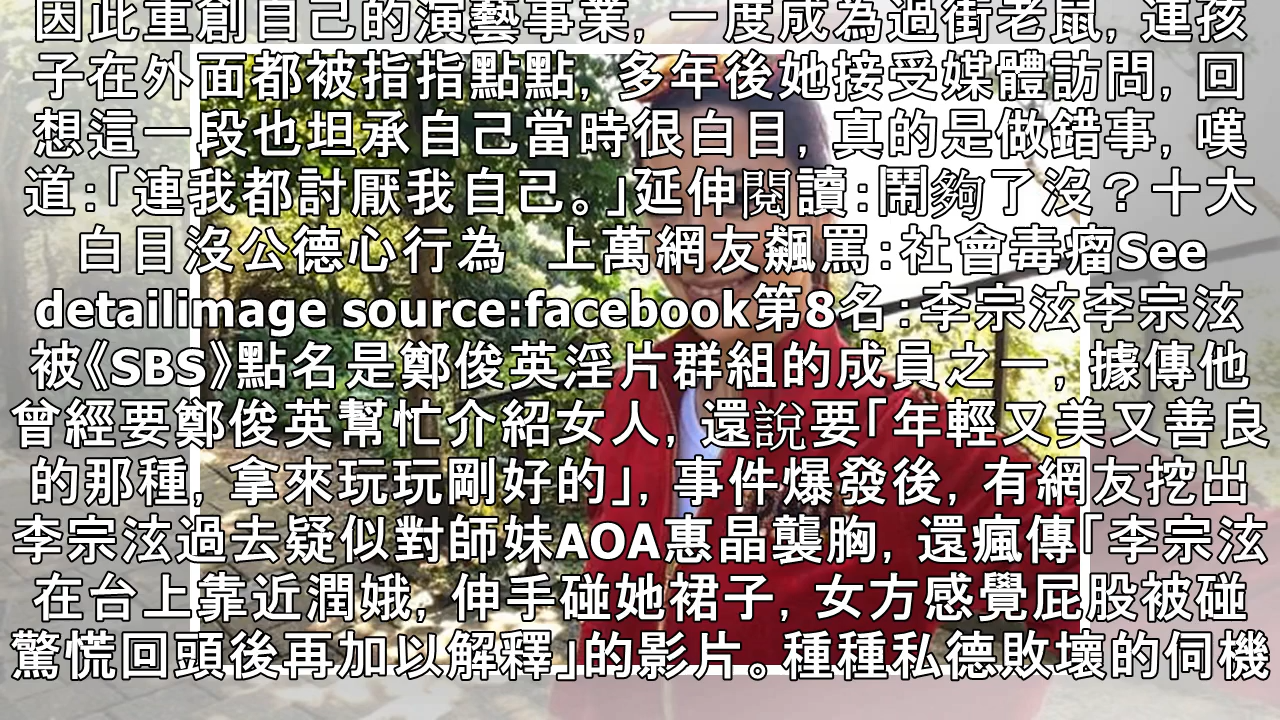 因此重創自己的演藝事業，一度成為過街老鼠，連孩
子在外面都被指指點點，多年後她接受媒體訪問，回
想這一段也坦承自己當時很白目，真的是做錯事，嘆
道：「連我都討厭我自己。」延伸閱讀：鬧夠了沒？十大
白目沒公德心行為 上萬網友飆罵：社會毒瘤See
detailimage source:facebook第8名：李宗泫李宗泫
被《SBS》點名是鄭俊英淫片群組的成員之一，據傳他
曾經要鄭俊英幫忙介紹女人，還說要「年輕又美又善良
的那種，拿來玩玩剛好的」，事件爆發後，有網友挖出
李宗泫過去疑似對師妹AOA惠晶襲胸，還瘋傳「李宗泫
在台上靠近潤娥，伸手碰她裙子，女方感覺屁股被碰
驚慌回頭後再加以解釋」的影片。種種私德敗壞的伺機